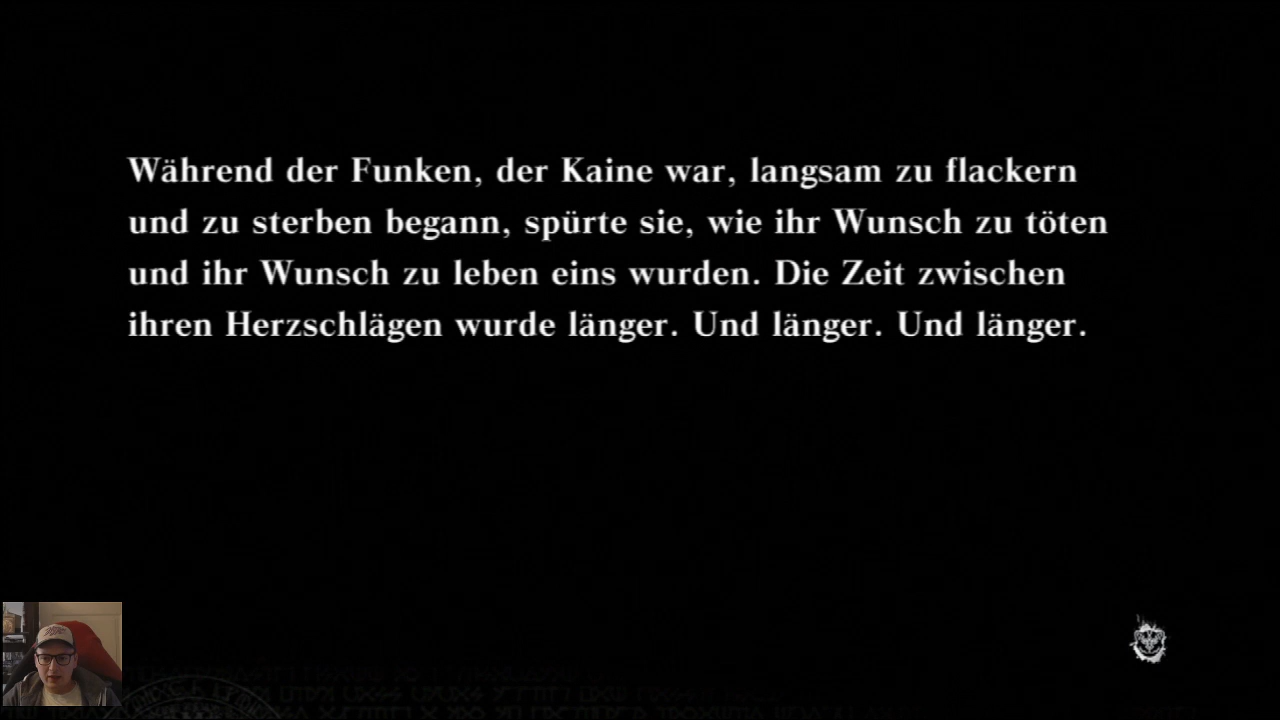 Während der Funken, der Kaine war, langsam zu flackern
und zu sterben begann, spürte sie, wie ihr Wunsch zu töten
und ihr Wunsch zu leben eins wurden. Die Zeit zwischen
ihren Herzschlägen wurde länger. Und länger. Und länger.